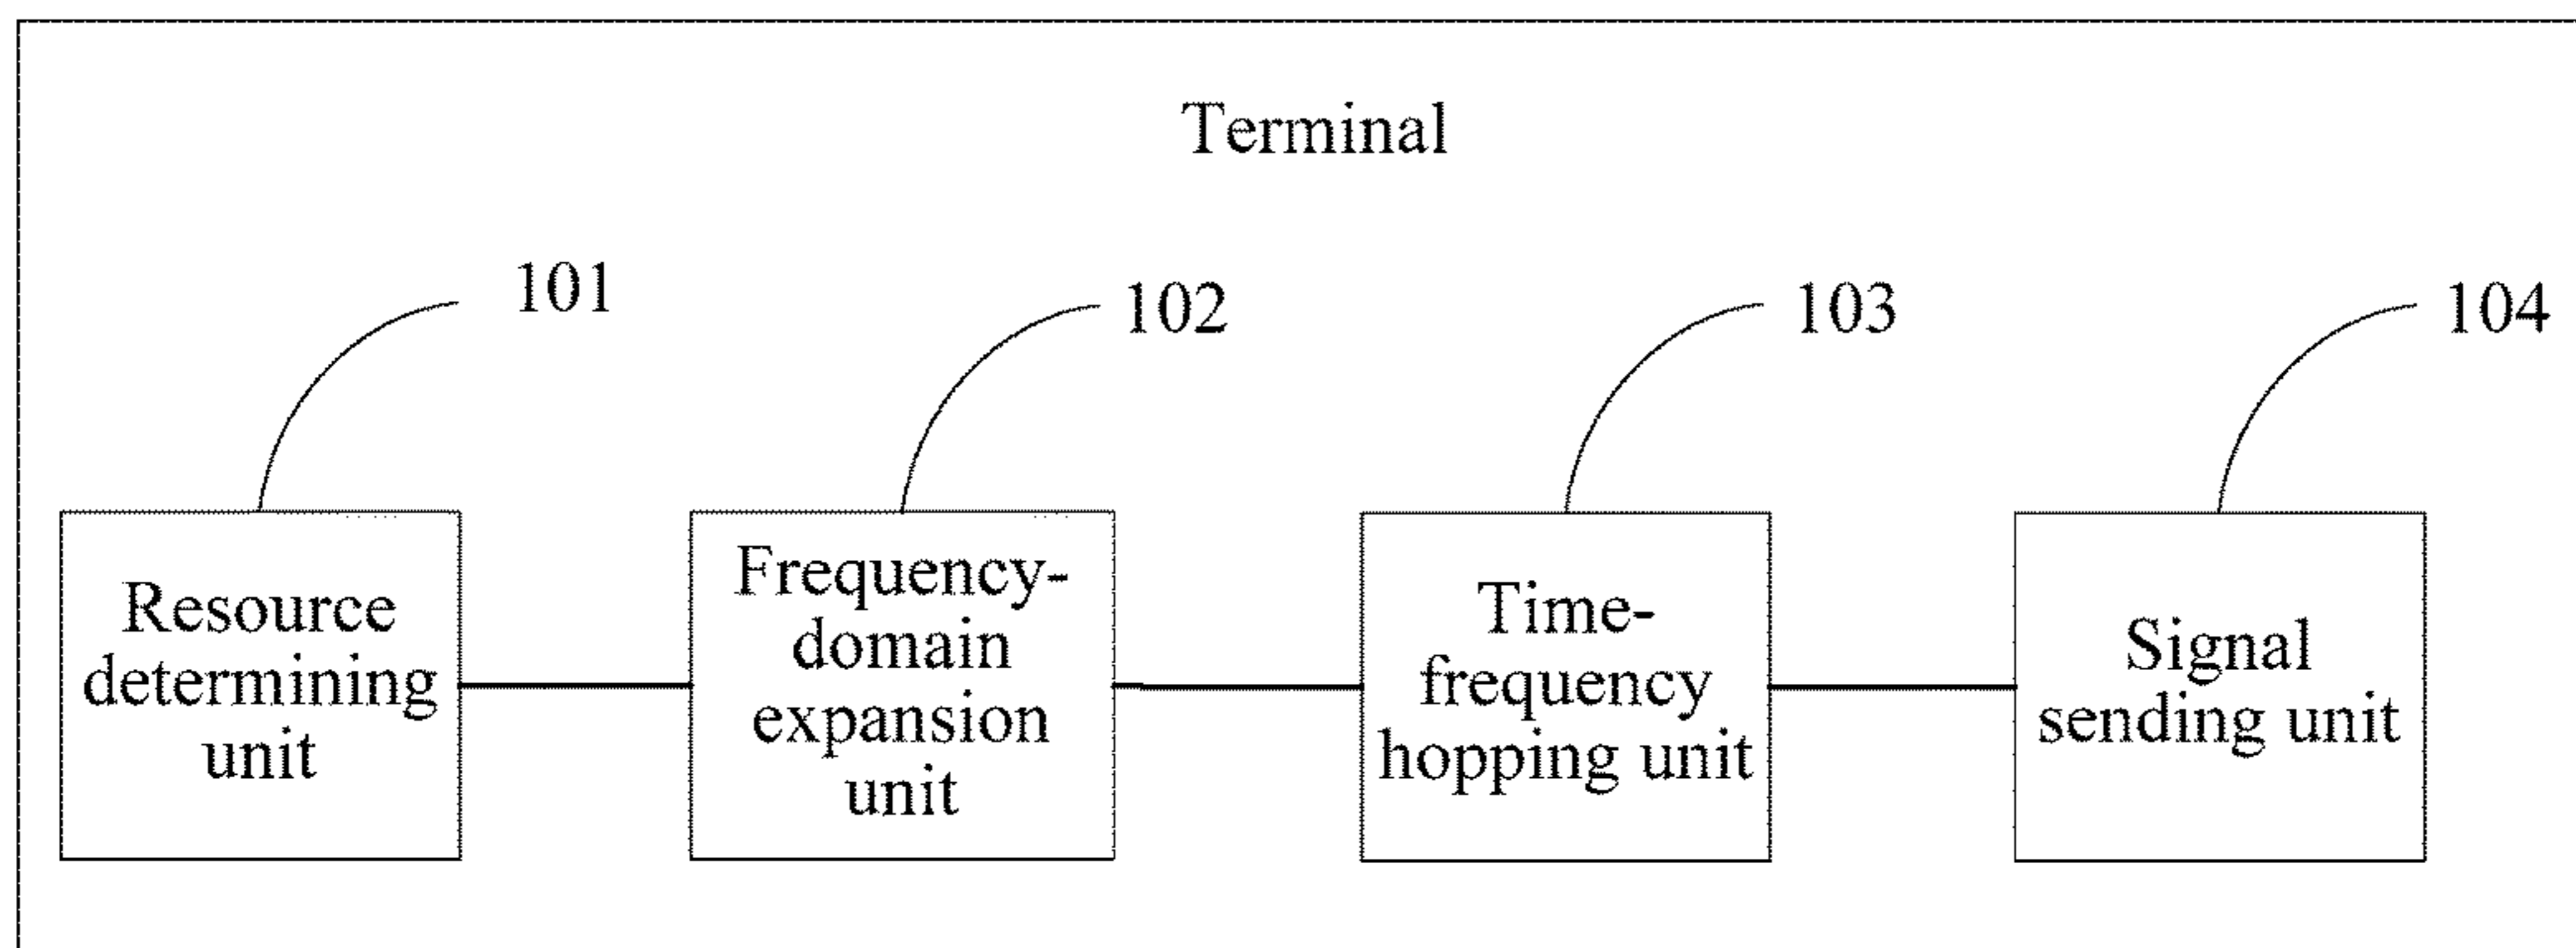 Terminal
101
102
103
104
Resource
determining
unit
Frequency-
domain
expansion
unit
Time-
frequency
hopping unit
Signal
sending unit